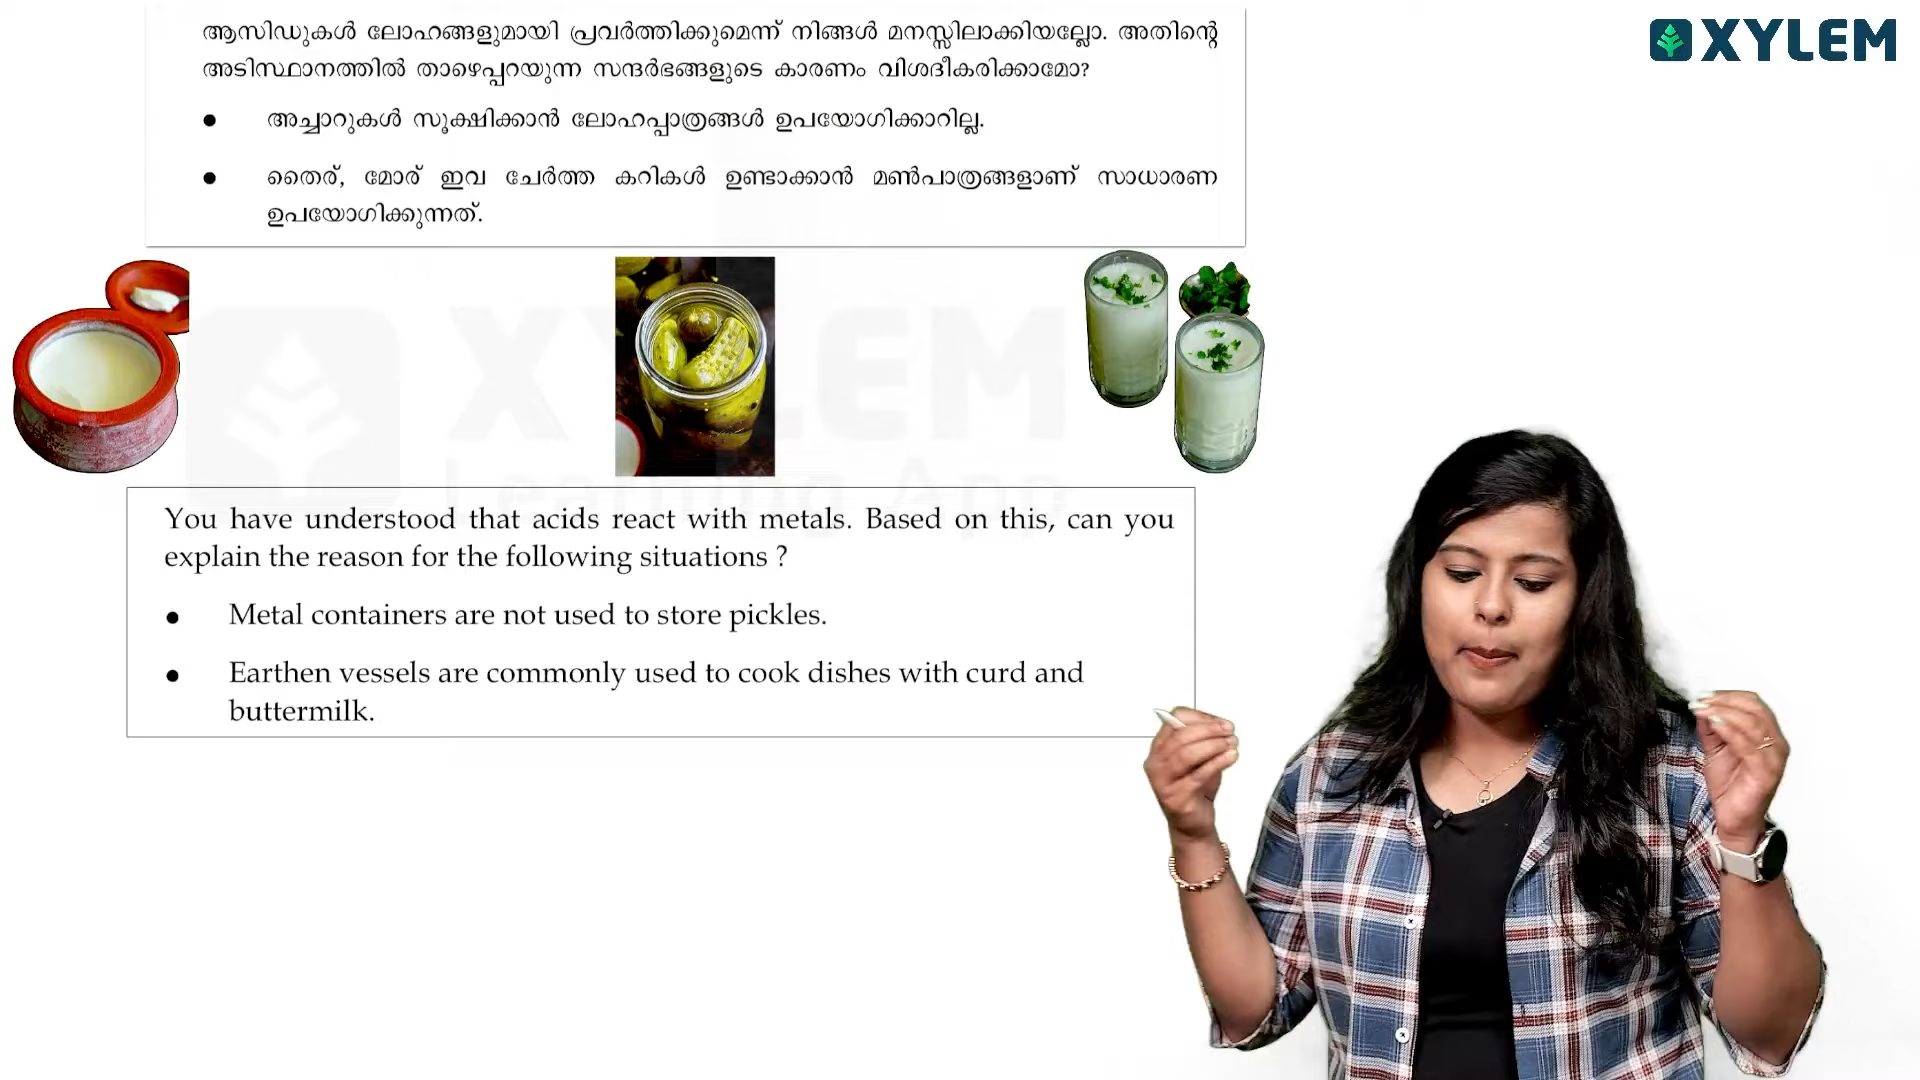 XYLEM
ആസിഡുകൾ ലോഹങ്ങളുമായി പ്രവർത്തിക്കുമെന്ന് നിങ്ങൾ മനസ്സിലാക്കിയല്ലോ. അതിന്റെ
അടിസ്ഥാനത്തിൽ താഴെപ്പറയുന്ന സന്ദർഭങ്ങളുടെ കാരണം വിശദീകരിക്കാമോ?
● അച്ചാറുകൾ സൂക്ഷിക്കാൻ ലോഹപ്പാത്രങ്ങൾ ഉപയോഗിക്കാറില്ല.
● തൈര്, മോര് ഇവ ചേർത്ത കറികൾ ഉണ്ടാക്കാൻ മൺപാത്രങ്ങളാണ് സാധാരണ
ഉപയോഗിക്കുന്നത്.
XYLEM
Learning App
You have understood that acids react with metals. Based on this, can you
explain the reason for the following situations ?
● Metal containers are not used to store pickles.
● Earthen vessels are commonly used to cook dishes with curd and
buttermilk.